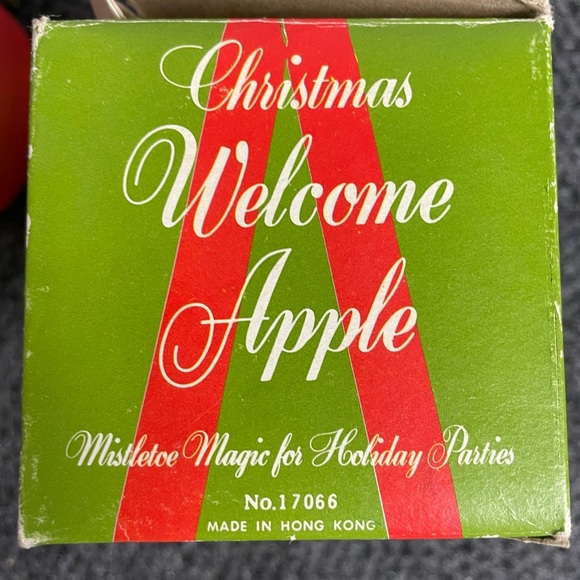 Christmas
Welcome
Apple
Mistletoe Magic for Holiday Parties
No.17066
MADE IN HONG KONG